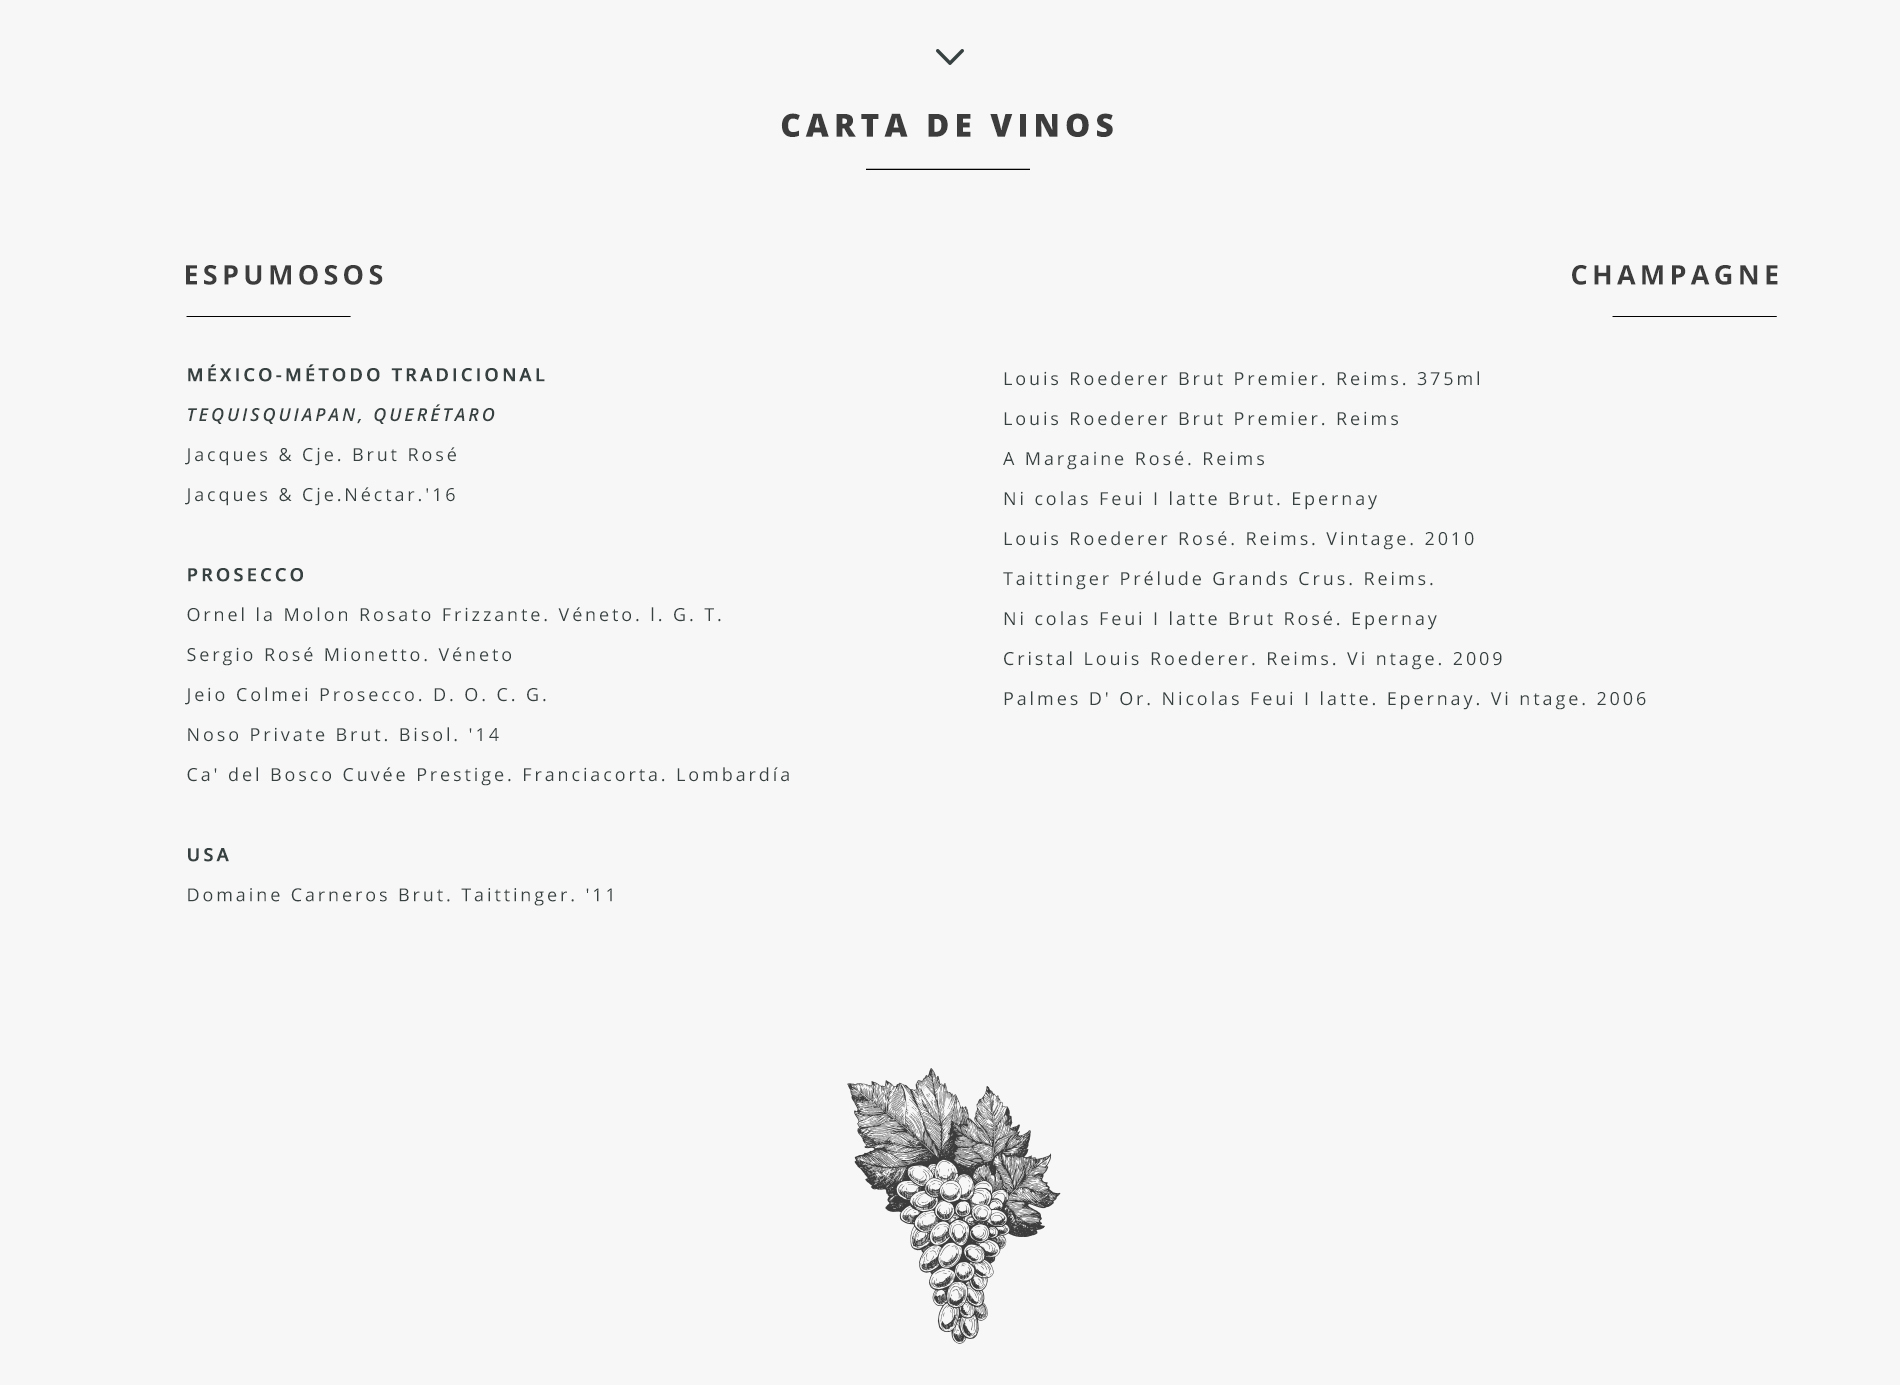 CARTA DE VINOS
ESPUMOSOS
MÉXICO-MÉTODO TRADICIONAL
TEQUISQUIAPAN, QUERÉTARO
Jacques & Cje. Brut Rosé
Jacques & Cje.Néctar.'16
PROSECCO
Ornel la Molon Rosato Frizzante. Véneto. l. G. T.
Sergio Rosé Mionetto. Véneto
Jeio Colmei Prosecco. D. O. C. G.
Noso Private Brut. Bisol. '14
Ca' del Bosco Cuvée Prestige. Franciacorta. Lombardía
USA
Domaine Carneros Brut. Taittinger. '11
CHAMPAGNE
Louis Roederer Brut Premier. Reims. 375ml
Louis Roederer Brut Premier. Reims
A Margaine Rosé. Reims
Ni colas Feui I latte Brut. Epernay
Louis Roederer Rosé. Reims. Vintage. 2010
Taittinger Prélude Grands Crus. Reims.
Ni colas Feui I latte Brut Rosé. Epernay
Cristal Louis Roederer. Reims. Vi ntage. 2009
Palmes D' Or. Nicolas Feui I latte. Epernay. Vi ntage. 2006